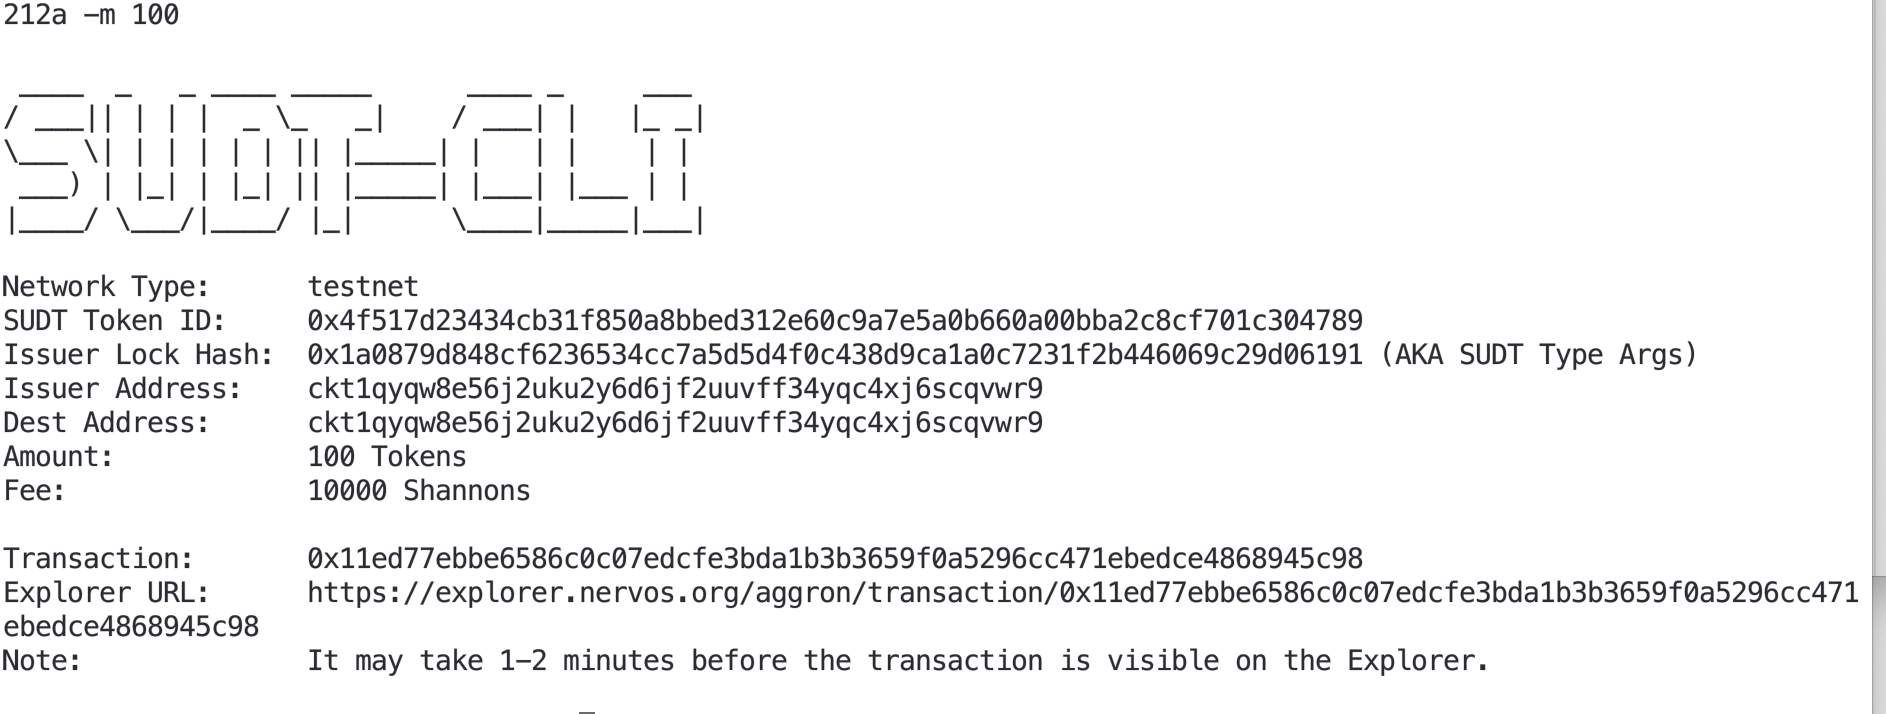 212a -m 100
SUDT-CLI
Network Type: testnet
SUDT Token ID: 0x4f517d23434cb31f850a8bbed312e60c9a7e5a0b660a00bba2c8cf701c304789
Issuer Lock Hash: 0x1a0879d848cf6236534cc7a5d5d4f0c438d9ca1a0c7231f2b446069c29d06191 (AKA SUDT Type Args)
Issuer Address: ckt1qyqw8e56j2uku2y6d6jf2uuvff34yqc4xj6scqvwr9
Dest Address: ckt1qyqw8e56j2uku2y6d6jf2uuvff34yqc4xj6scqvwr9
Amount: 100 Tokens
Fee: 10000 Shannons
Transaction: 0x11ed77ebbe6586c0c07edcfe3bda1b3b3659f0a5296cc471ebedce4868945c98
Explorer URL: https://explorer.nervos.org/aggron/transaction/0x11ed77ebbe6586c0c07edcfe3bda1b3b3659f0a5296cc471
ebedce4868945c98
Note: It may take 1-2 minutes before the transaction is visible on the Explorer.